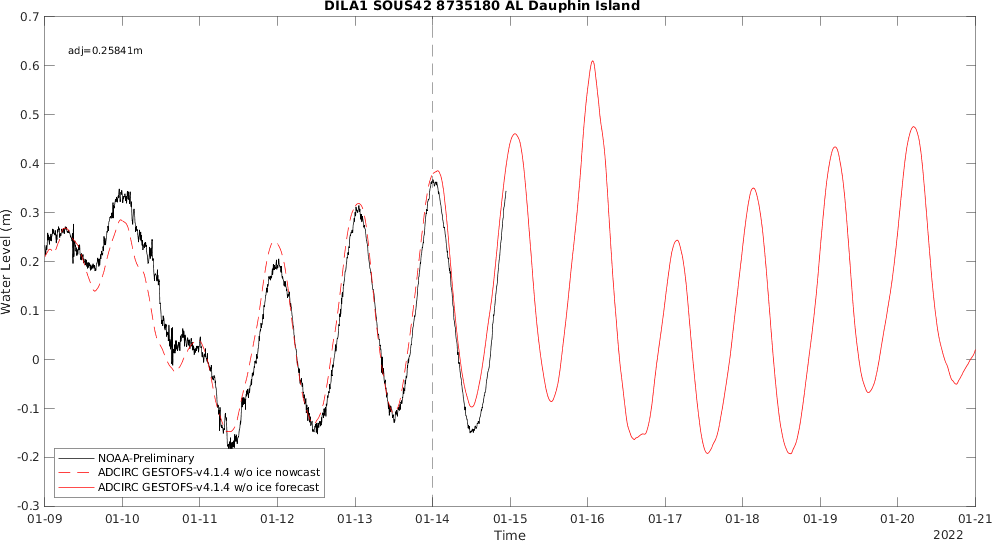 DILA1 SOUS42 8735180 AL Dauphin Island
adj=0.25841m
0.7
0.6
0.5
0.4
0.3
0.2
0.1
0
-0.1
-0.2
-0.3
Water Level (m)
NOAA-Preliminary
ADCIRC GESTOFS-v4.1.4 w/o ice nowcast
ADCIRC GESTOFS-v4.1.4 w/o ice forecast
01-09 01-10 01-11 01-12 01-13 01-14 01-15 01-16 01-17 01-18 01-19 01-20 01-21
Time
2022